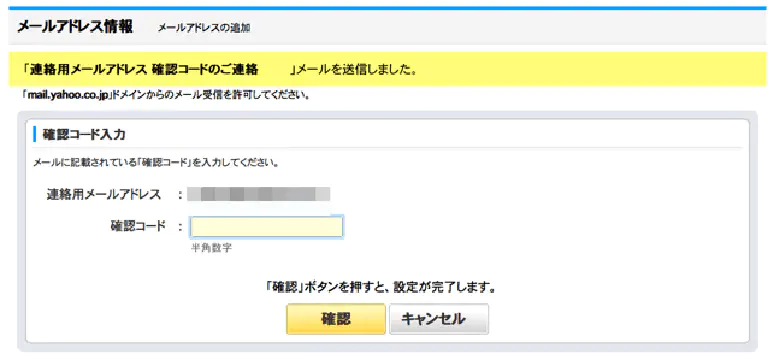 メールアドレス情報 メールアドレスの追加
「連絡用メールアドレス 確認コードのご連絡 」メールを送信しました。
「mail.yahoo.co.jp」ドメインからのメール受信を許可してください。
確認コード入力
メールに記載されている「確認コード」を入力してください。
連絡用メールアドレス :
確認コード :
半角数字
「確認」ボタンを押すと、設定が完了します。
確認 キャンセル